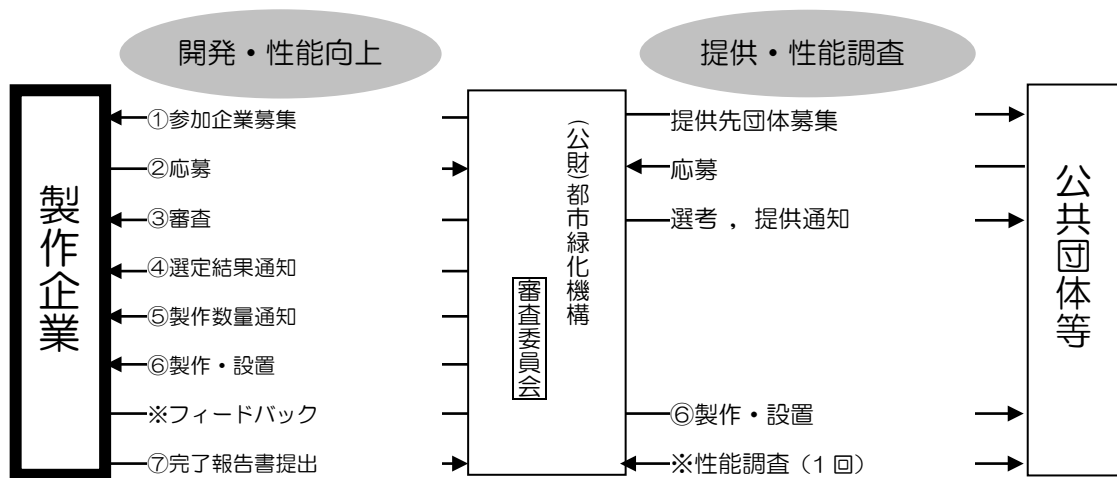 開発・性能向上
提供・性能調査
製作企業
①参加企業募集
②応募
③審査
④選定結果通知
⑤製作数量通知
⑥製作・設置
※フィードバック
⑦完了報告書提出
（公財）都市緑化機構
審査委員会
提供先団体募集
応募
選考，提供通知
⑥製作・設置
※性能調査（1回）
公共団体等